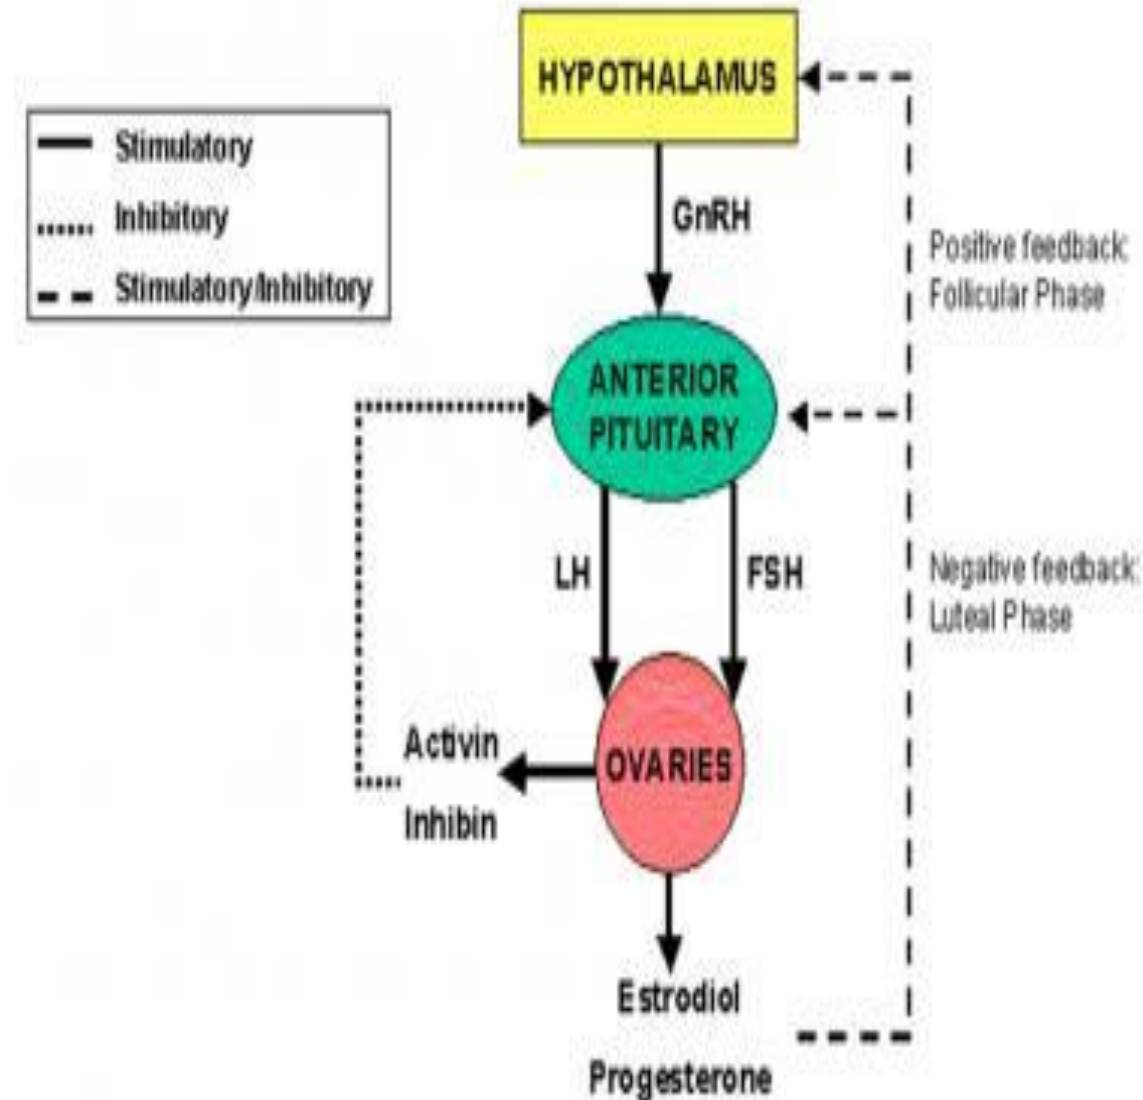 HYPOTHALAMUS
Stimulatory
Inhibitory
Stimulatory/Inhibitory
GnRH
Positive feedback:
Follicular Phase
ANTERIOR
PITUITARY
LH
FSH
Negative feedback:
Luteal Phase
Activin
Inhibin
OVARIES
Estrodiol
Progesterone